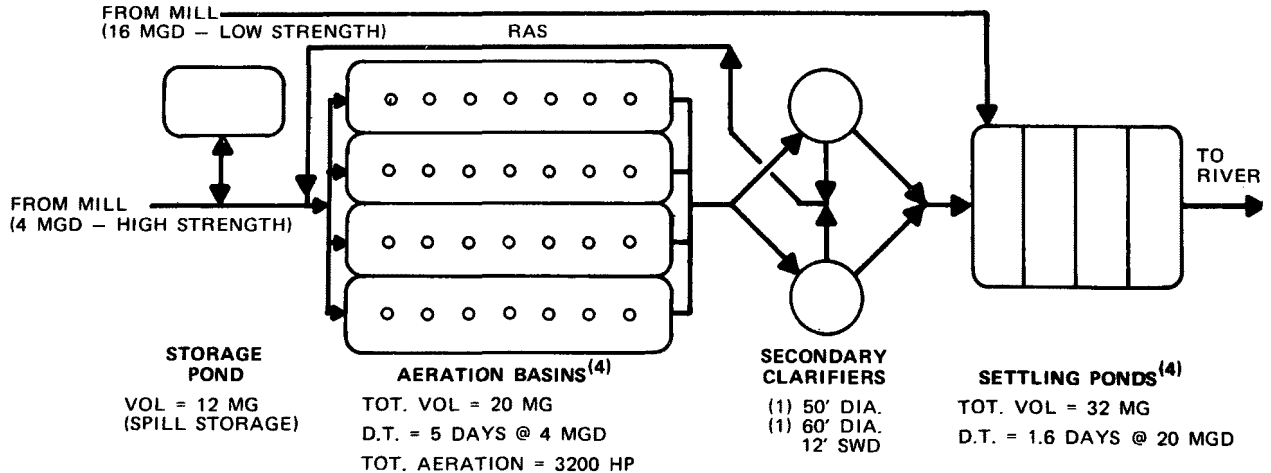 FROM MILL
(16 MGD – LOW STRENGTH)
RAS
FROM MILL
(4 MGD – HIGH STRENGTH)
TO
RIVER
STORAGE
POND
VOL = 12 MG
(SPILL STORAGE)
AERATION BASINS(4)
TOT. VOL = 20 MG
D.T. = 5 DAYS @ 4 MGD
TOT. AERATION = 3200 HP
SECONDARY
CLARIFIERS
(1) 50' DIA.
(1) 60' DIA.
12' SWD
SETTLING PONDS(4)
TOT. VOL = 32 MG
D.T. = 1.6 DAYS @ 20 MGD